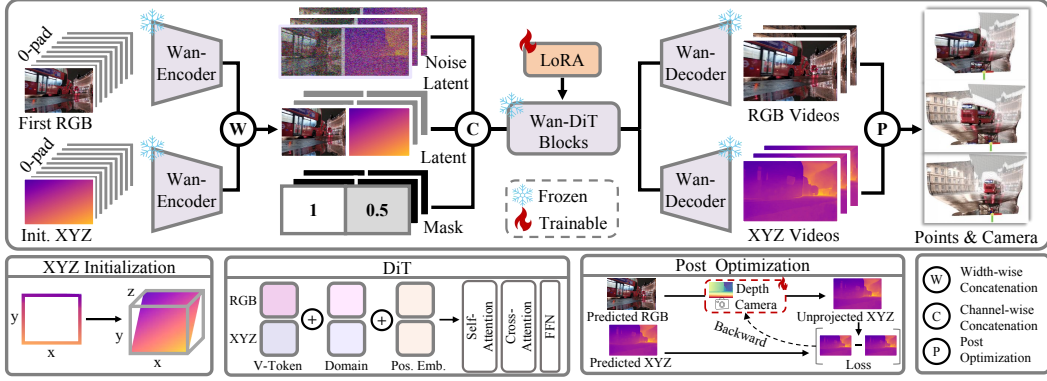 0-pad
First RGB
0-pad
Init. XYZ
Wan-
Encoder
Wan-
Encoder
W
Noise
Latent
Latent
1
0.5
Mask
C
LoRA
Wan-DiT
Blocks
Frozen
Trainable
Wan-
Decoder
Wan-
Decoder
RGB Videos
XYZ Videos
P
Points & Camera
XYZ Initialization
y
x
z
y
x
DiT
RGB
XYZ
+
+
V-Token
Domain
Pos. Emb.
Self-
Attention
Cross-
Attention
FFN
Post Optimization
Predicted RGB
Predicted XYZ
Depth
Camera
Backward
Unprojected XYZ
Loss
W
Width-wise
Concatenation
C
Channel-wise
Concatenation
P
Post
Optimization